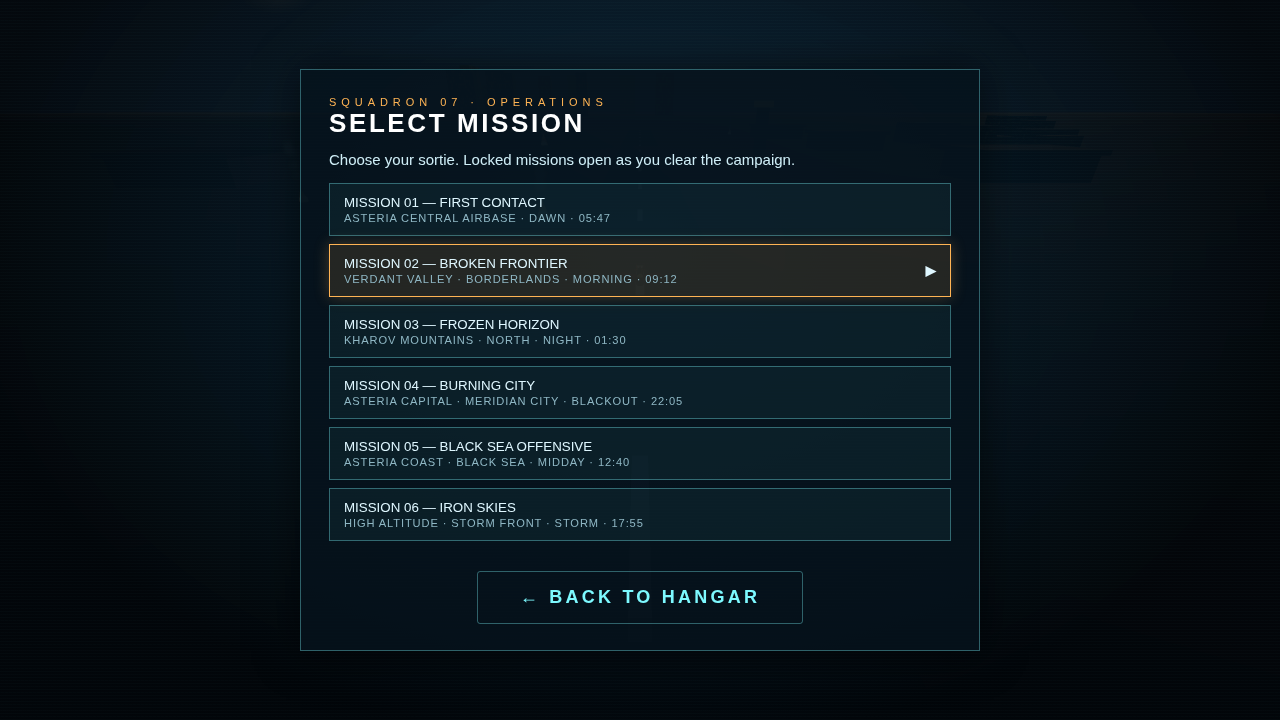 SQUADRON 07 · OPERATIONS
SELECT MISSION
Choose your sortie. Locked missions open as you clear the campaign.
MISSION 01 — FIRST CONTACT
ASTERIA CENTRAL AIRBASE · DAWN · 05:47
MISSION 02 — BROKEN FRONTIER
VERDANT VALLEY · BORDERLANDS · MORNING · 09:12
▶
MISSION 03 — FROZEN HORIZON
KHAROV MOUNTAINS · NORTH · NIGHT · 01:30
MISSION 04 — BURNING CITY
ASTERIA CAPITAL · MERIDIAN CITY · BLACKOUT · 22:05
MISSION 05 — BLACK SEA OFFENSIVE
ASTERIA COAST · BLACK SEA · MIDDAY · 12:40
MISSION 06 — IRON SKIES
HIGH ALTITUDE · STORM FRONT · STORM · 17:55
← BACK TO HANGAR